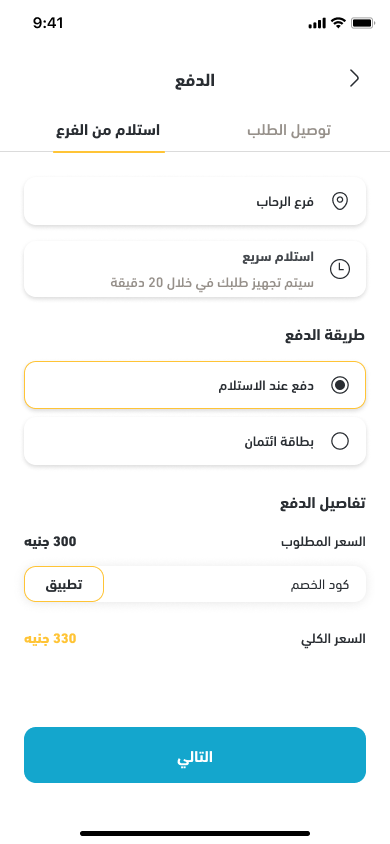 9:41
الدفع
توصيل الطلب
استلام من الفرع
فرع الرحاب
استلام سريع
سيتم تجهيز طلبك في خلال 20 دقيقة
طريقة الدفع
دفع عند الاستلام
بطاقة ائتمان
تفاصيل الدفع
السعر المطلوب 300 جنيه
كود الخصم تطبيق
السعر الكلي 330 جنيه
التالي